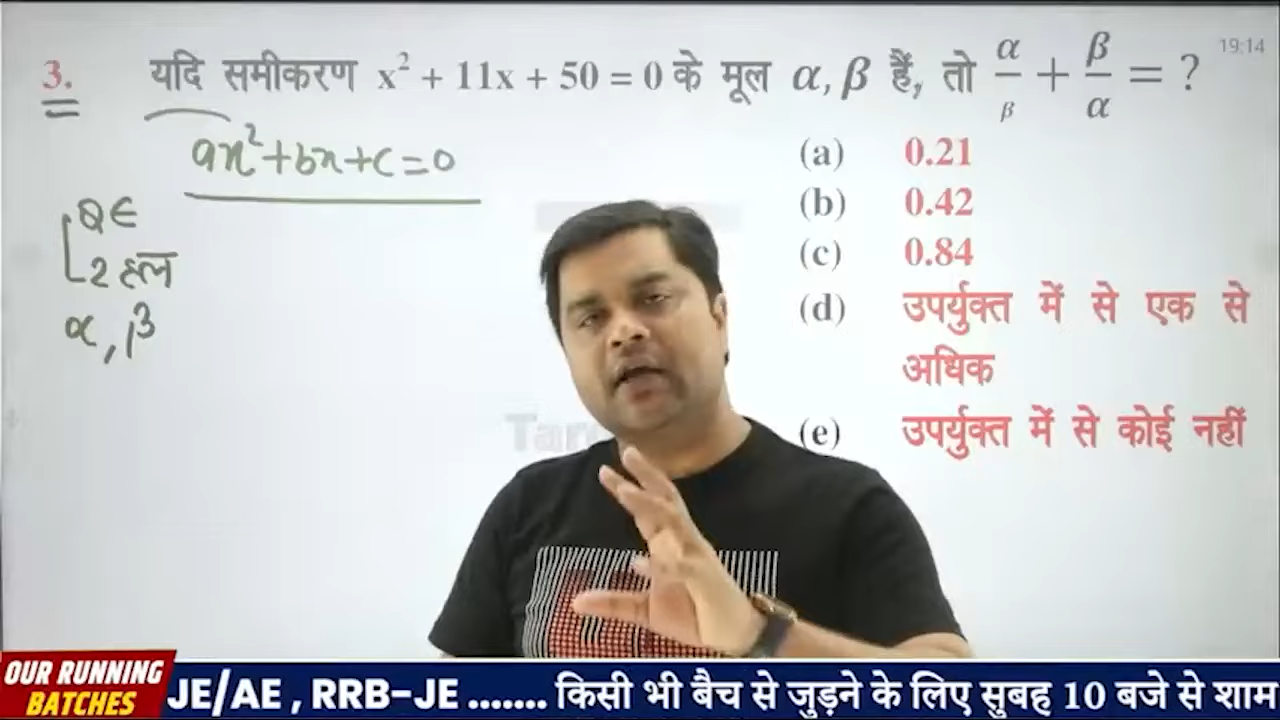 3. यदि समीकरण x² + 11x + 50 = 0 के मूल α, β हैं, तो α/β + β/α = ?
19:14
ax²+bx+c=0
QE
2 हल
α, β
(a) 0.21
(b) 0.42
(c) 0.84
(d) उपर्युक्त में से एक से
अधिक
(e) उपर्युक्त में से कोई नहीं
OUR RUNNING
BATCHES
JE/AE , RRB-JE ....... किसी भी बैच से जुड़ने के लिए सुबह 10 बजे से शाम